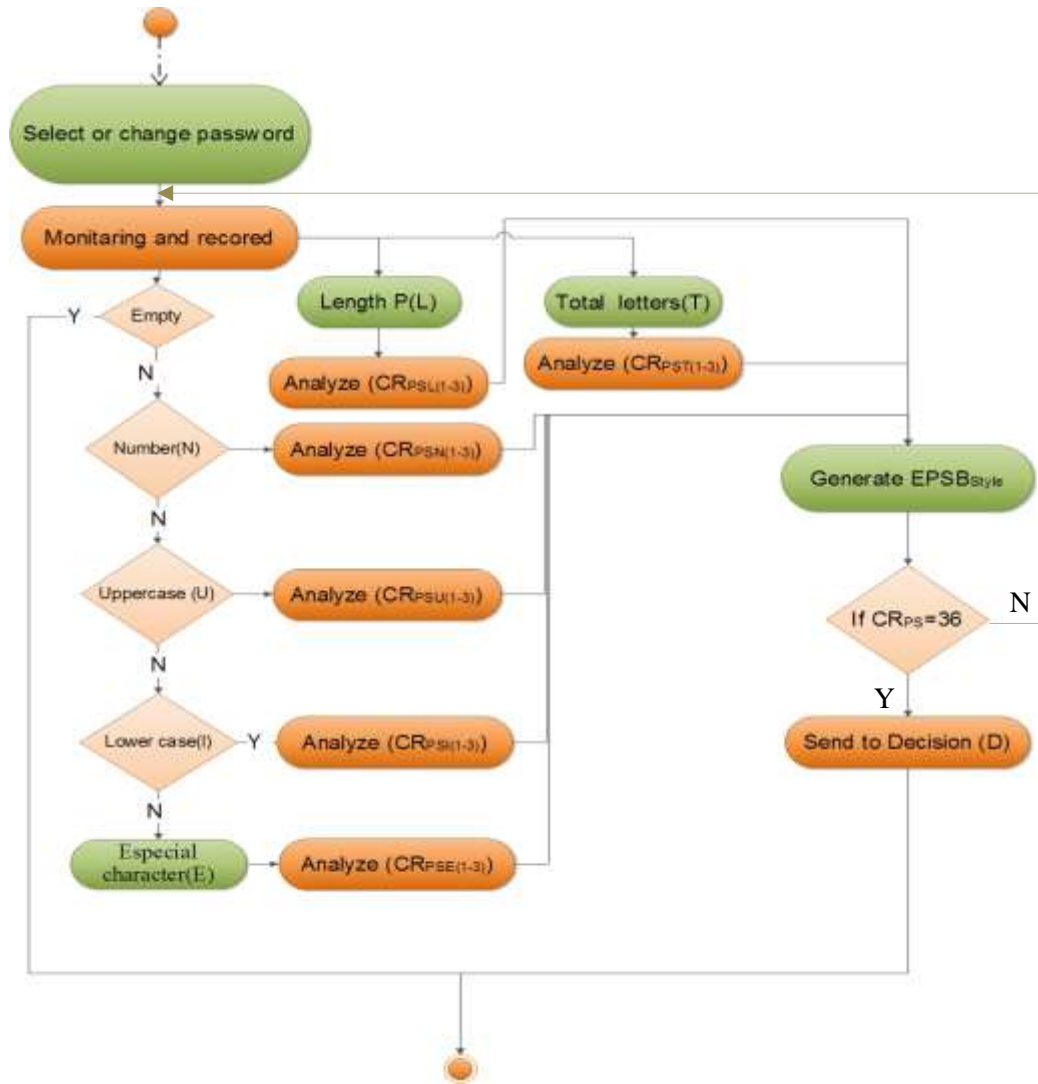 Select or change password
Monitaring and recored
Length P(L)
Total letters(T)
Y
Empty
Analyze (CRPSL(1-3))
Analyze (CRPST(1-3))
N
Number(N)
Analyze (CRPSN(1-3))
Generate EPSBStyle
N
Uppercase (U)
Analyze (CRPSU(1-3))
If CRPS=36
N
N
Y
Lower case(l)
Y
Analyze (CRPSl(1-3))
Send to Decision (D)
N
Especial
character(E)
Analyze (CRPSE(1-3))